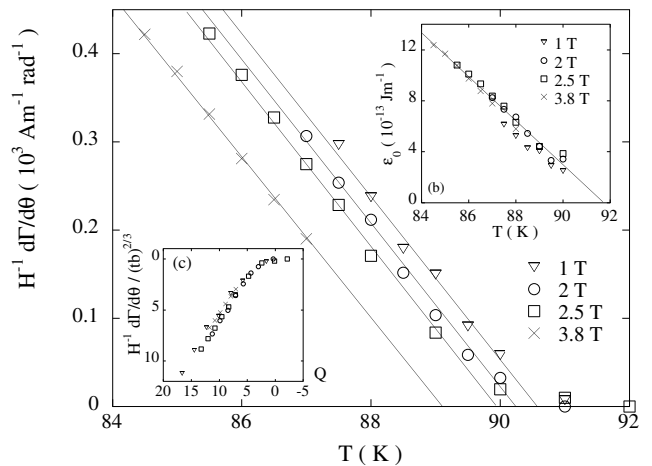 H⁻¹ dΓ/dθ ( 10³ Am⁻¹ rad⁻¹ )
0.4
0.3
0.2
0.1
0
84 86 88 90 92
T ( K )
1 T
2 T
2.5 T
3.8 T
ε₀ (10⁻¹³ Jm⁻¹)
12
8
4
0
84 86 88 90
T ( K )
(b)
1 T
2 T
2.5 T
3.8 T
H⁻¹ dΓ/dθ / (tb)²ᐟ³
(c)
0
5
10
20 15 10 5 0 -5
Q